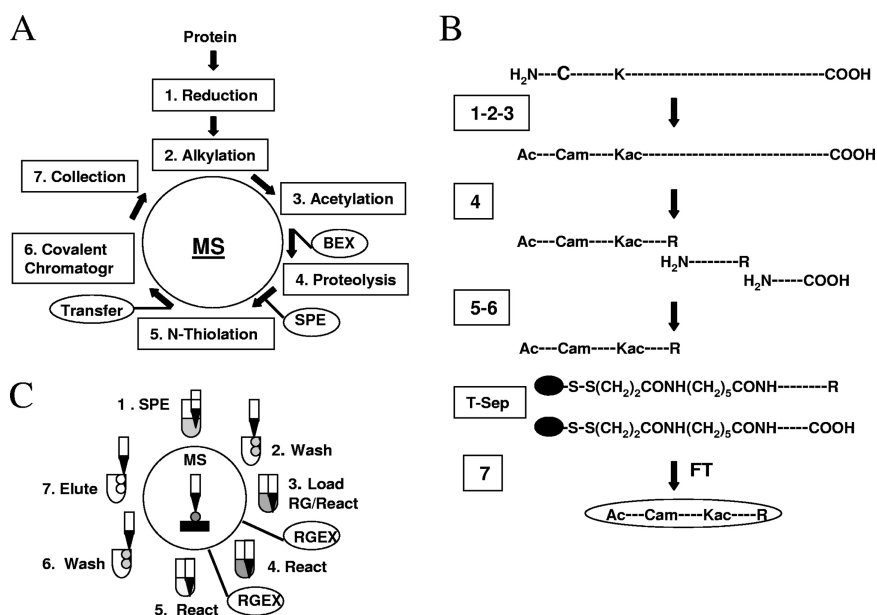 A
Protein
1. Reduction
2. Alkylation
7. Collection
3. Acetylation
MS
BEX
6. Covalent
Chromatogr
4. Proteolysis
Transfer
SPE
5. N-Thiolation
B
H2N---C-------K-----------------------------COOH
1-2-3
Ac---Cam----Kac---------------------------COOH
4
Ac---Cam----Kac----R
H2N--------R
H2N-----COOH
5-6
Ac---Cam----Kac----R
T-Sep
-S-S(CH2)2CONH(CH2)5CONH---------R
-S-S(CH2)2CONH(CH2)5CONH-----COOH
7
FT
Ac---Cam----Kac----R
C
1 . SPE
MS
2. Wash
7. Elute
3. Load
RG/React
RGEX
6. Wash
4. React
5. React
RGEX